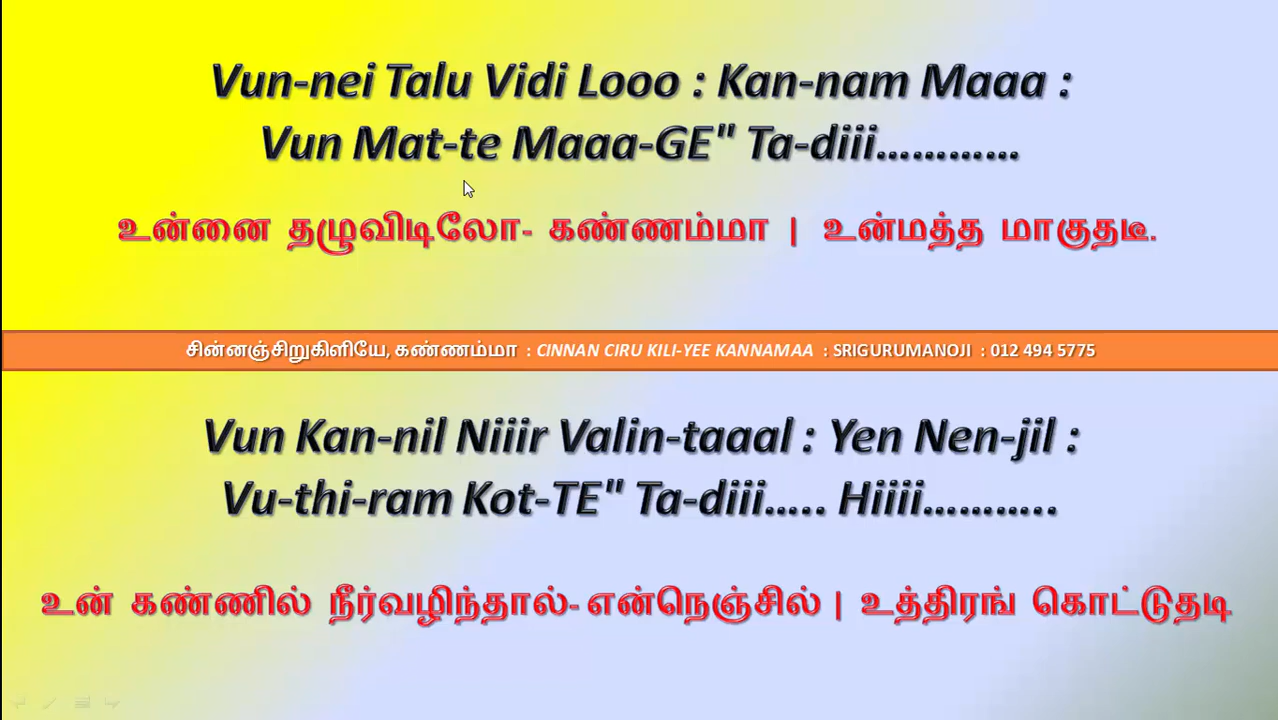 Vun-nei Talu Vidi Looo : Kan-nam Maaa :
Vun Mat-te Maaa-GE" Ta-diii............
உன்னை தழுவிடிலோ- கண்ணம்மா | உன்மத்த மாகுதடீ.
சின்னஞ்சிறுகிளியே, கண்ணம்மா : CINNAN CIRU KILI-YEE KANNAMAA : SRIGURUMANOJI : 012 494 5775
Vun Kan-nil Niiir Valin-taaal : Yen Nen-jil :
Vu-thi-ram Kot-TE" Ta-diii..... Hiiii...........
உன் கண்ணில் நீர்வழிந்தால்- என்நெஞ்சில் | உத்திரங் கொட்டுதடி